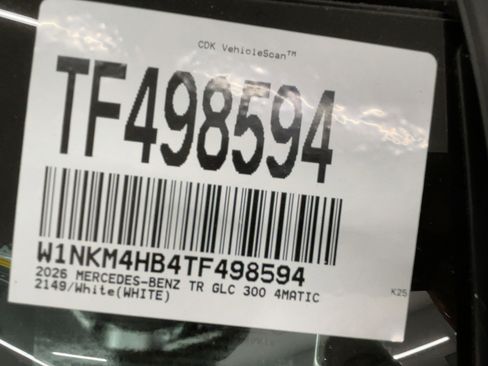 CDK VehicleScan™
TF498594
W1NKM4HB4TF498594
2026 MERCEDES-BENZ TR GLC 300 4MATIC
2149/White(WHITE)
K25